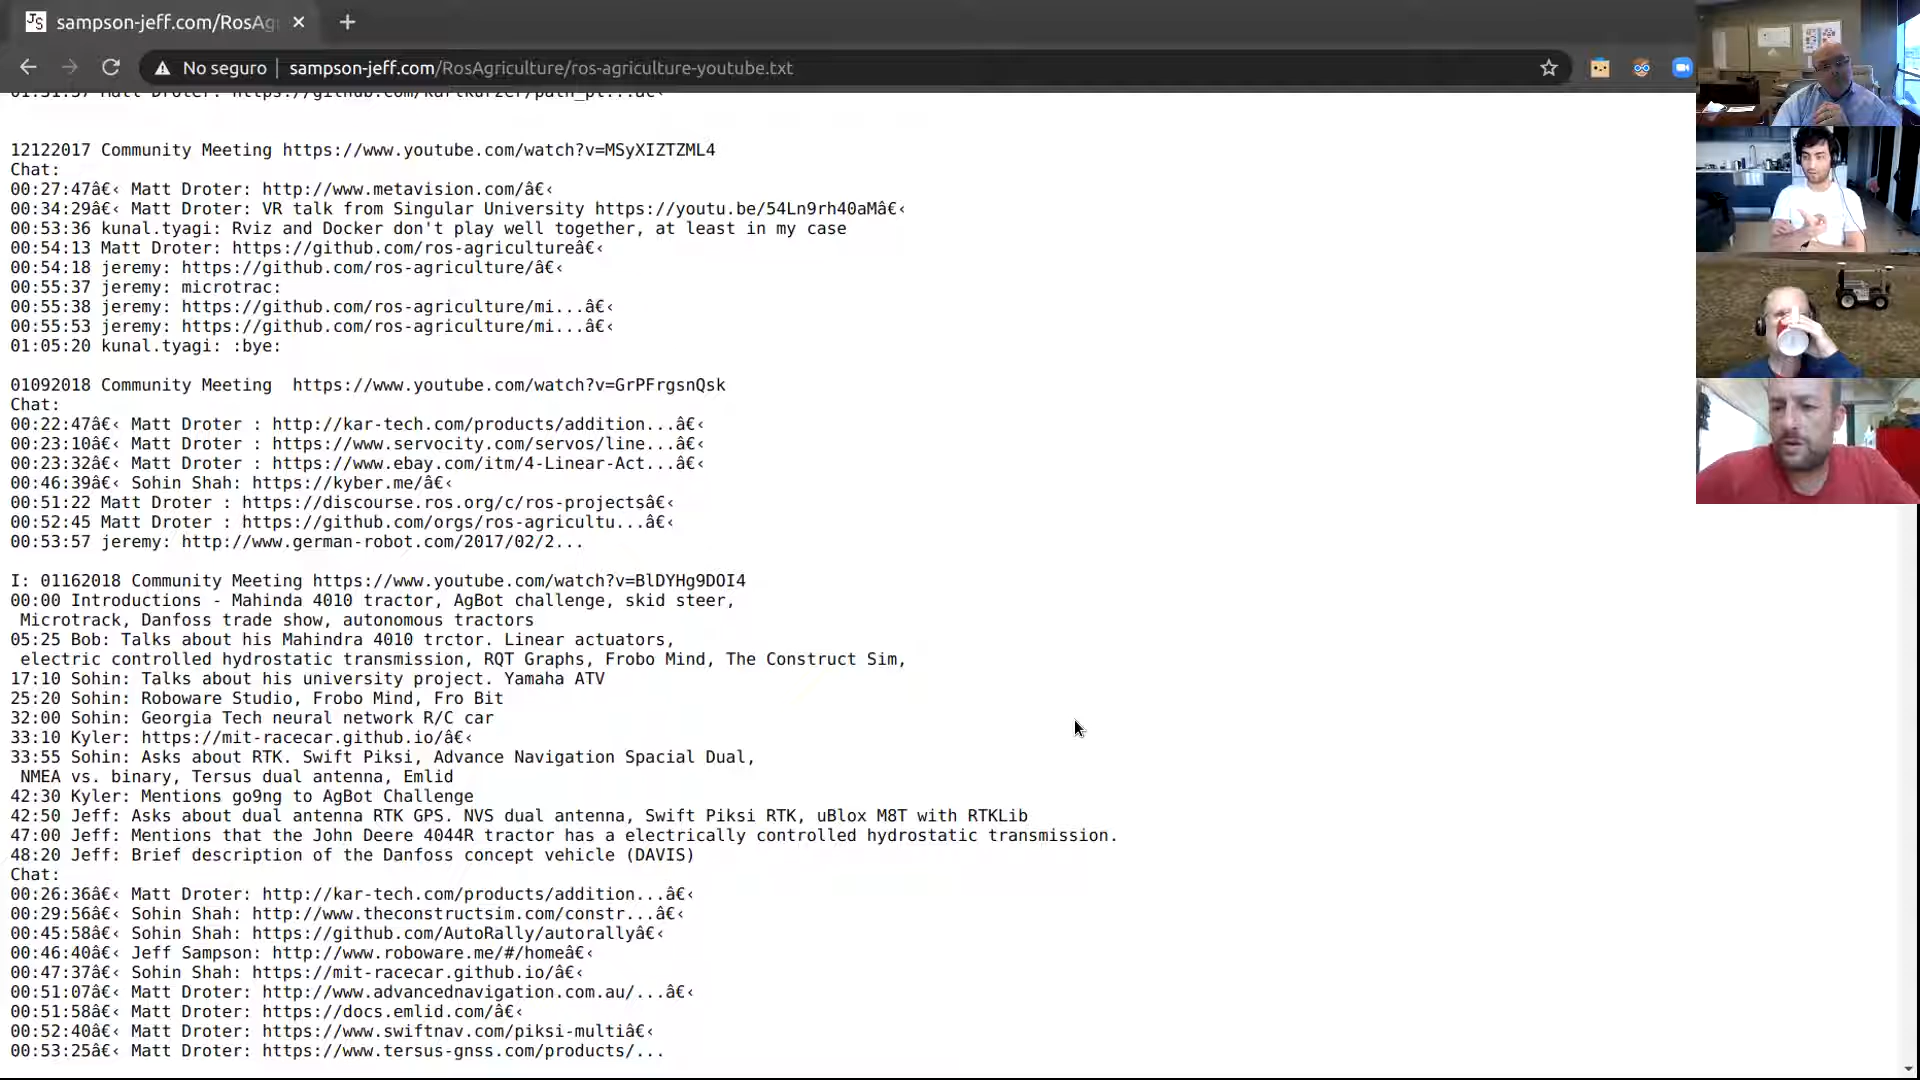 sampson-jeff.com/RosAg
No seguro | sampson-jeff.com/RosAgriculture/ros-agriculture-youtube.txt
12122017 Community Meeting https://www.youtube.com/watch?v=MSyXIZTZML4
Chat:
00:27:47â€‹ Matt Droter: http://www.metavision.com/â€‹
00:34:29â€‹ Matt Droter: VR talk from Singular University https://youtu.be/54Ln9rh40aMâ€‹
00:53:36 kunal.tyagi: Rviz and Docker don't play well together, at least in my case
00:54:13 Matt Droter: https://github.com/ros-agricultureâ€‹
00:54:18 jeremy: https://github.com/ros-agriculture/â€‹
00:55:37 jeremy: microtrac:
00:55:38 jeremy: https://github.com/ros-agriculture/mi...â€‹
00:55:53 jeremy: https://github.com/ros-agriculture/mi...â€‹
01:05:20 kunal.tyagi: :bye:
01092018 Community Meeting  https://www.youtube.com/watch?v=GrPFrgsnQsk
Chat:
00:22:47â€‹ Matt Droter : http://kar-tech.com/products/addition...â€‹
00:23:10â€‹ Matt Droter : https://www.servocity.com/servos/line...â€‹
00:23:32â€‹ Matt Droter : https://www.ebay.com/itm/4-Linear-Act...â€‹
00:46:39â€‹ Sohin Shah: https://kyber.me/â€‹
00:51:22 Matt Droter : https://discourse.ros.org/c/ros-projectsâ€‹
00:52:45 Matt Droter : https://github.com/orgs/ros-agricultu...â€‹
00:53:57 jeremy: http://www.german-robot.com/2017/02/2...
I: 01162018 Community Meeting https://www.youtube.com/watch?v=BlDYHg9DOI4
00:00 Introductions - Mahinda 4010 tractor, AgBot challenge, skid steer,
Microtrack, Danfoss trade show, autonomous tractors
05:25 Bob: Talks about his Mahindra 4010 trctor. Linear actuators,
electric controlled hydrostatic transmission, RQT Graphs, Frobo Mind, The Construct Sim,
17:10 Sohin: Talks about his university project. Yamaha ATV
25:20 Sohin: Roboware Studio, Frobo Mind, Fro Bit
32:00 Sohin: Georgia Tech neural network R/C car
33:10 Kyler: https://mit-racecar.github.io/â€‹
33:55 Sohin: Asks about RTK. Swift Piksi, Advance Navigation Spacial Dual,
NMEA vs. binary, Tersus dual antenna, Emlid
42:30 Kyler: Mentions go9ng to AgBot Challenge
42:50 Jeff: Asks about dual antenna RTK GPS. NVS dual antenna, Swift Piksi RTK, uBlox M8T with RTKLib
47:00 Jeff: Mentions that the John Deere 4044R tractor has a electrically controlled hydrostatic transmission.
48:20 Jeff: Brief description of the Danfoss concept vehicle (DAVIS)
Chat:
00:26:36â€‹ Matt Droter: http://kar-tech.com/products/addition...â€‹
00:29:56â€‹ Sohin Shah: http://www.theconstructsim.com/constr...â€‹
00:45:58â€‹ Sohin Shah: https://github.com/AutoRally/autorallyâ€‹
00:46:40â€‹ Jeff Sampson: http://www.roboware.me/#/homeâ€‹
00:47:37â€‹ Sohin Shah: https://mit-racecar.github.io/â€‹
00:51:07â€‹ Matt Droter: http://www.advancednavigation.com.au/...â€‹
00:51:58â€‹ Matt Droter: https://docs.emlid.com/â€‹
00:52:40â€‹ Matt Droter: https://www.swiftnav.com/piksi-multiâ€‹
00:53:25â€‹ Matt Droter: https://www.tersus-gnss.com/products/...